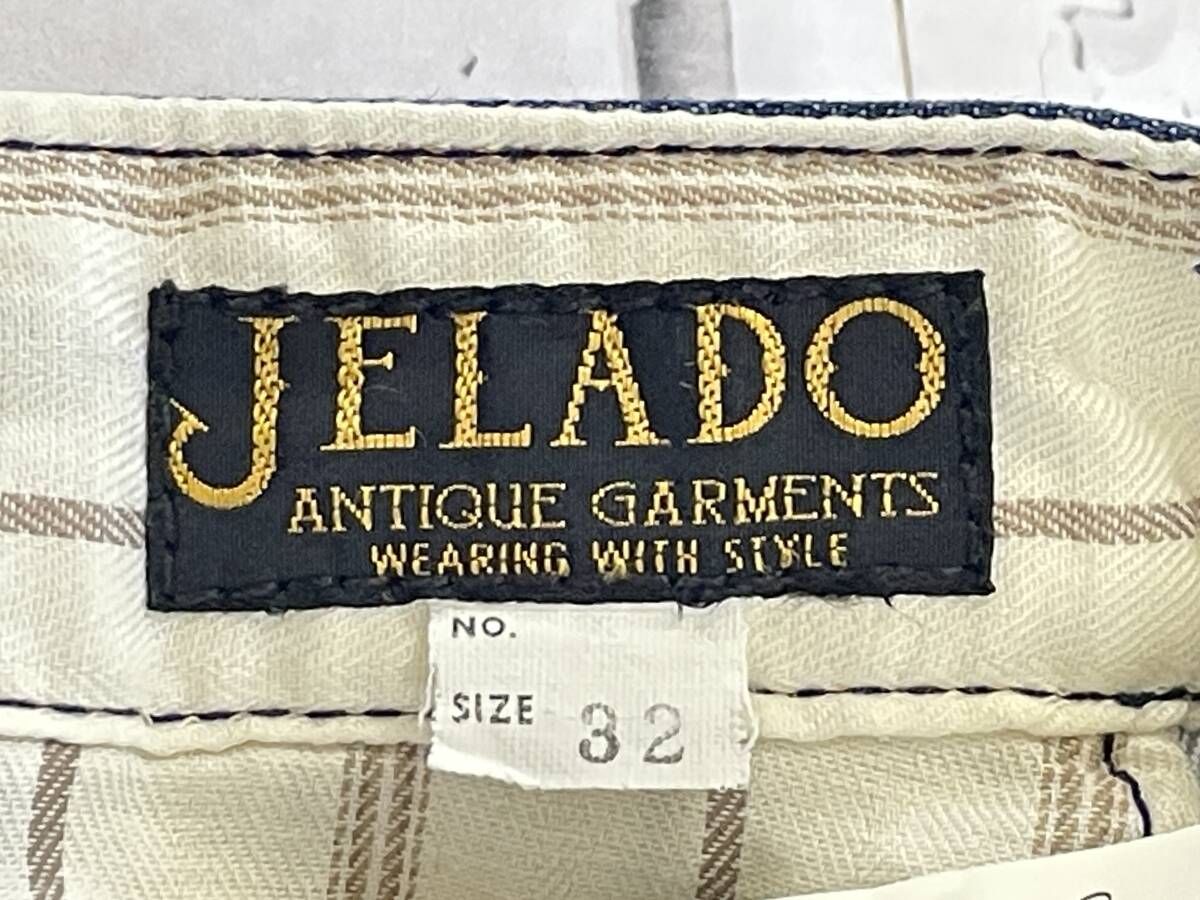 JELADO
ANTIQUE GARMENTS
WEARING WITH STYLE
NO.
SIZE 32